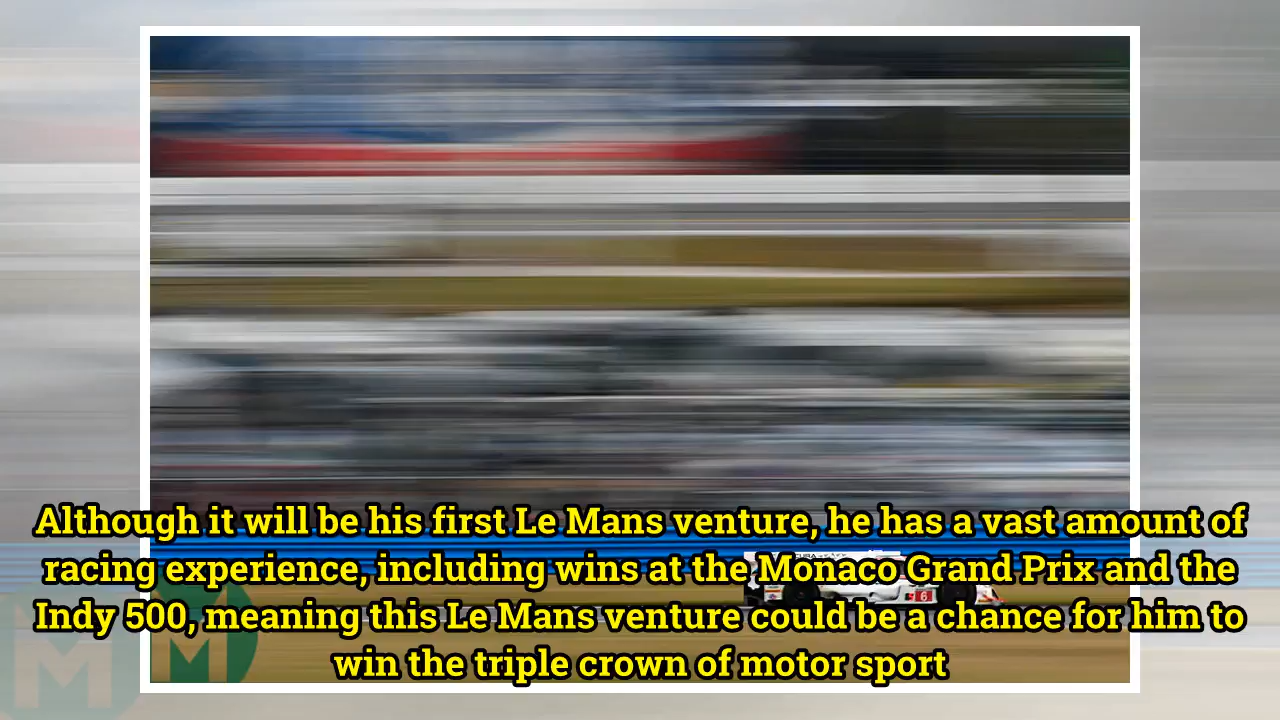 Although it will be his first Le Mans venture, he has a vast amount of
racing experience, including wins at the Monaco Grand Prix and the
Indy 500, meaning this Le Mans venture could be a chance for him to
win the triple crown of motor sport
6
M M